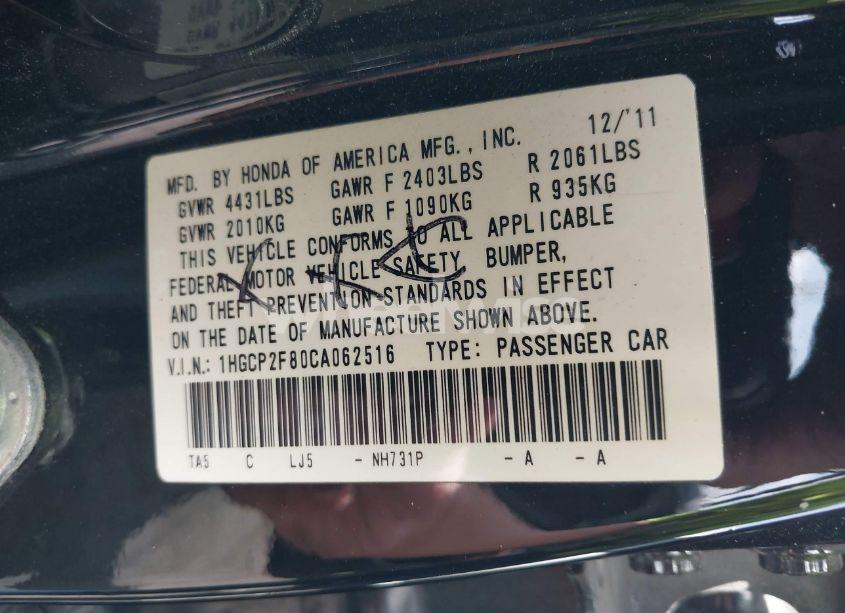 12/'11
MFD. BY HONDA OF AMERICA MFG., INC.
GVWR 4431LBS GAWR F 2403LBS R 2061LBS
GVWR 2010KG GAWR F 1090KG R 935KG
THIS VEHICLE CONFORMS TO ALL APPLICABLE
FEDERAL MOTOR VEHICLE SAFETY BUMPER,
AND THEFT PREVENTION STANDARDS IN EFFECT
ON THE DATE OF MANUFACTURE SHOWN ABOVE.
V.I.N.: 1HGCP2F80CA062516 TYPE: PASSENGER CAR
TA5 C LJ5 - NH731P - A - A